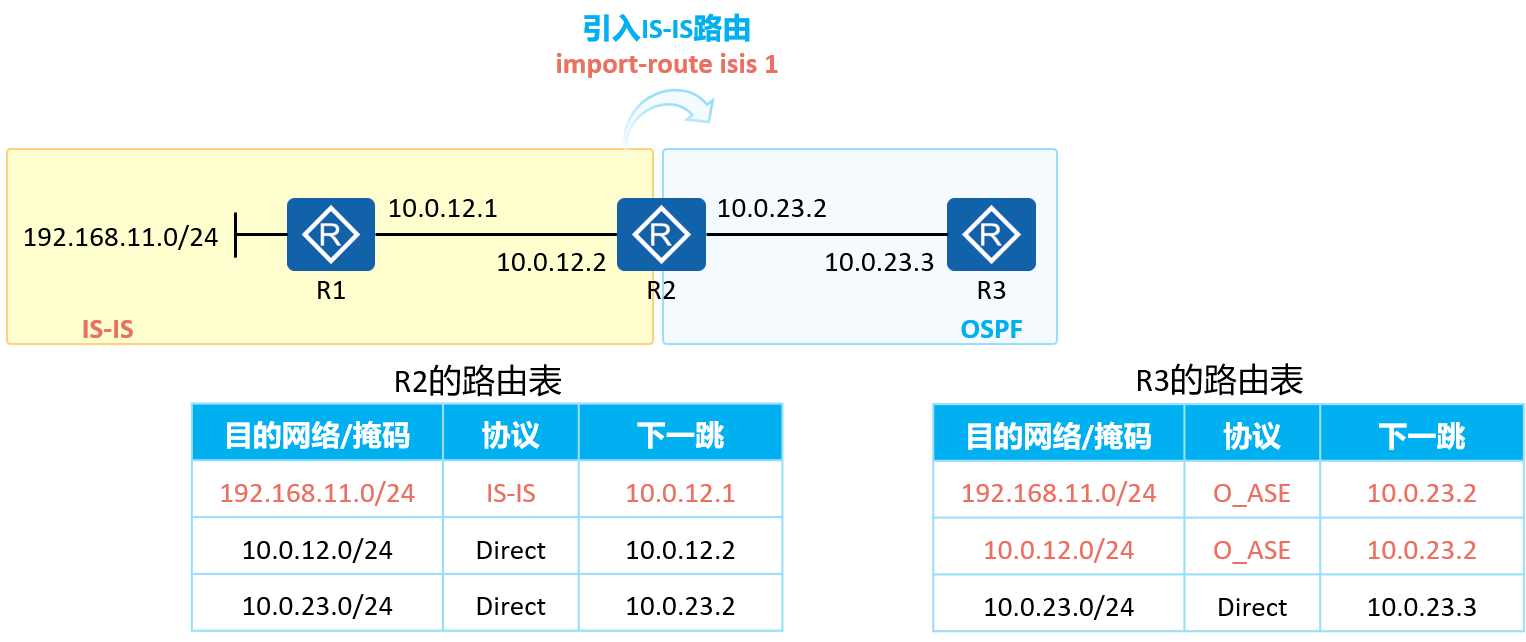 引入IS-IS路由
import-route isis 1
192.168.11.0/24
R
R1
10.0.12.1
10.0.12.2
R
R2
10.0.23.2
10.0.23.3
R
R3
IS-IS
OSPF
R2的路由表
目的网络/掩码 协议 下一跳
192.168.11.0/24 IS-IS 10.0.12.1
10.0.12.0/24 Direct 10.0.12.2
10.0.23.0/24 Direct 10.0.23.2
R3的路由表
目的网络/掩码 协议 下一跳
192.168.11.0/24 O_ASE 10.0.23.2
10.0.12.0/24 O_ASE 10.0.23.2
10.0.23.0/24 Direct 10.0.23.3